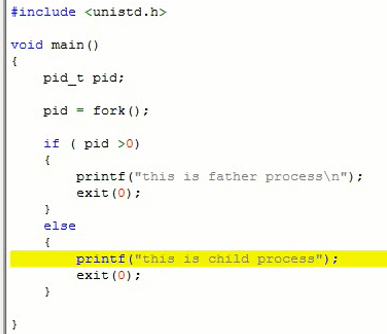 #include <unistd.h>
void main()
{
pid_t pid;
pid = fork();
if ( pid >0)
{
printf("this is father process\n");
exit(0);
}
else
{
printf("this is child process");
exit(0);
}
}